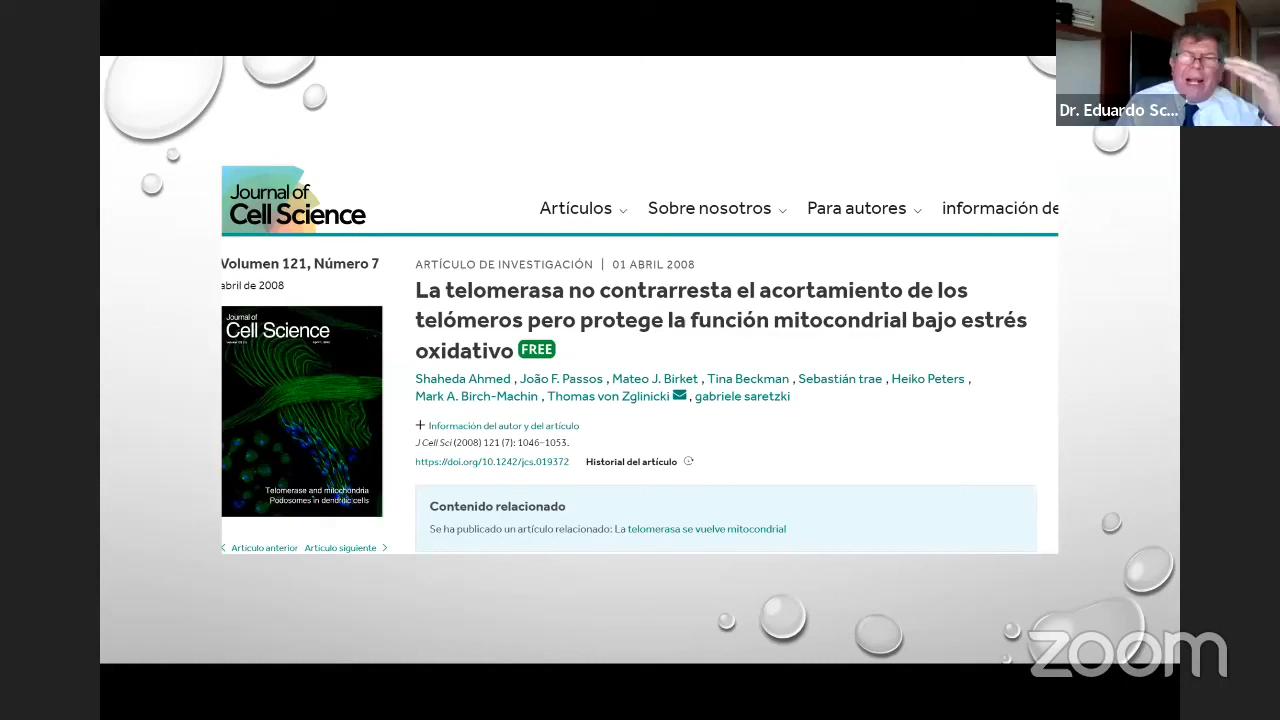 Dr. Eduardo Sc...
Journal of
Cell Science
Artículos
Sobre nosotros
Para autores
información de
Volumen 121, Número 7
abril de 2008
Journal of
Cell Science
Telomerase and mitochondria
Podosomes in dendritic cells
Artículo anterior
Artículo siguiente
ARTÍCULO DE INVESTIGACIÓN | 01 ABRIL 2008
La telomerasa no contrarresta el acortamiento de los
telómeros pero protege la función mitocondrial bajo estrés
oxidativo FREE
Shaheda Ahmed , João F. Passos , Mateo J. Birket , Tina Beckman , Sebastián trae , Heiko Peters ,
Mark A. Birch-Machin , Thomas von Zglinicki , gabriele saretzki
+ Información del autor y del artículo
J Cell Sci (2008) 121 (7): 1046–1053.
https://doi.org/10.1242/jcs.019372 Historial del artículo
Contenido relacionado
Se ha publicado un artículo relacionado: La telomerasa se vuelve mitocondrial
zoom